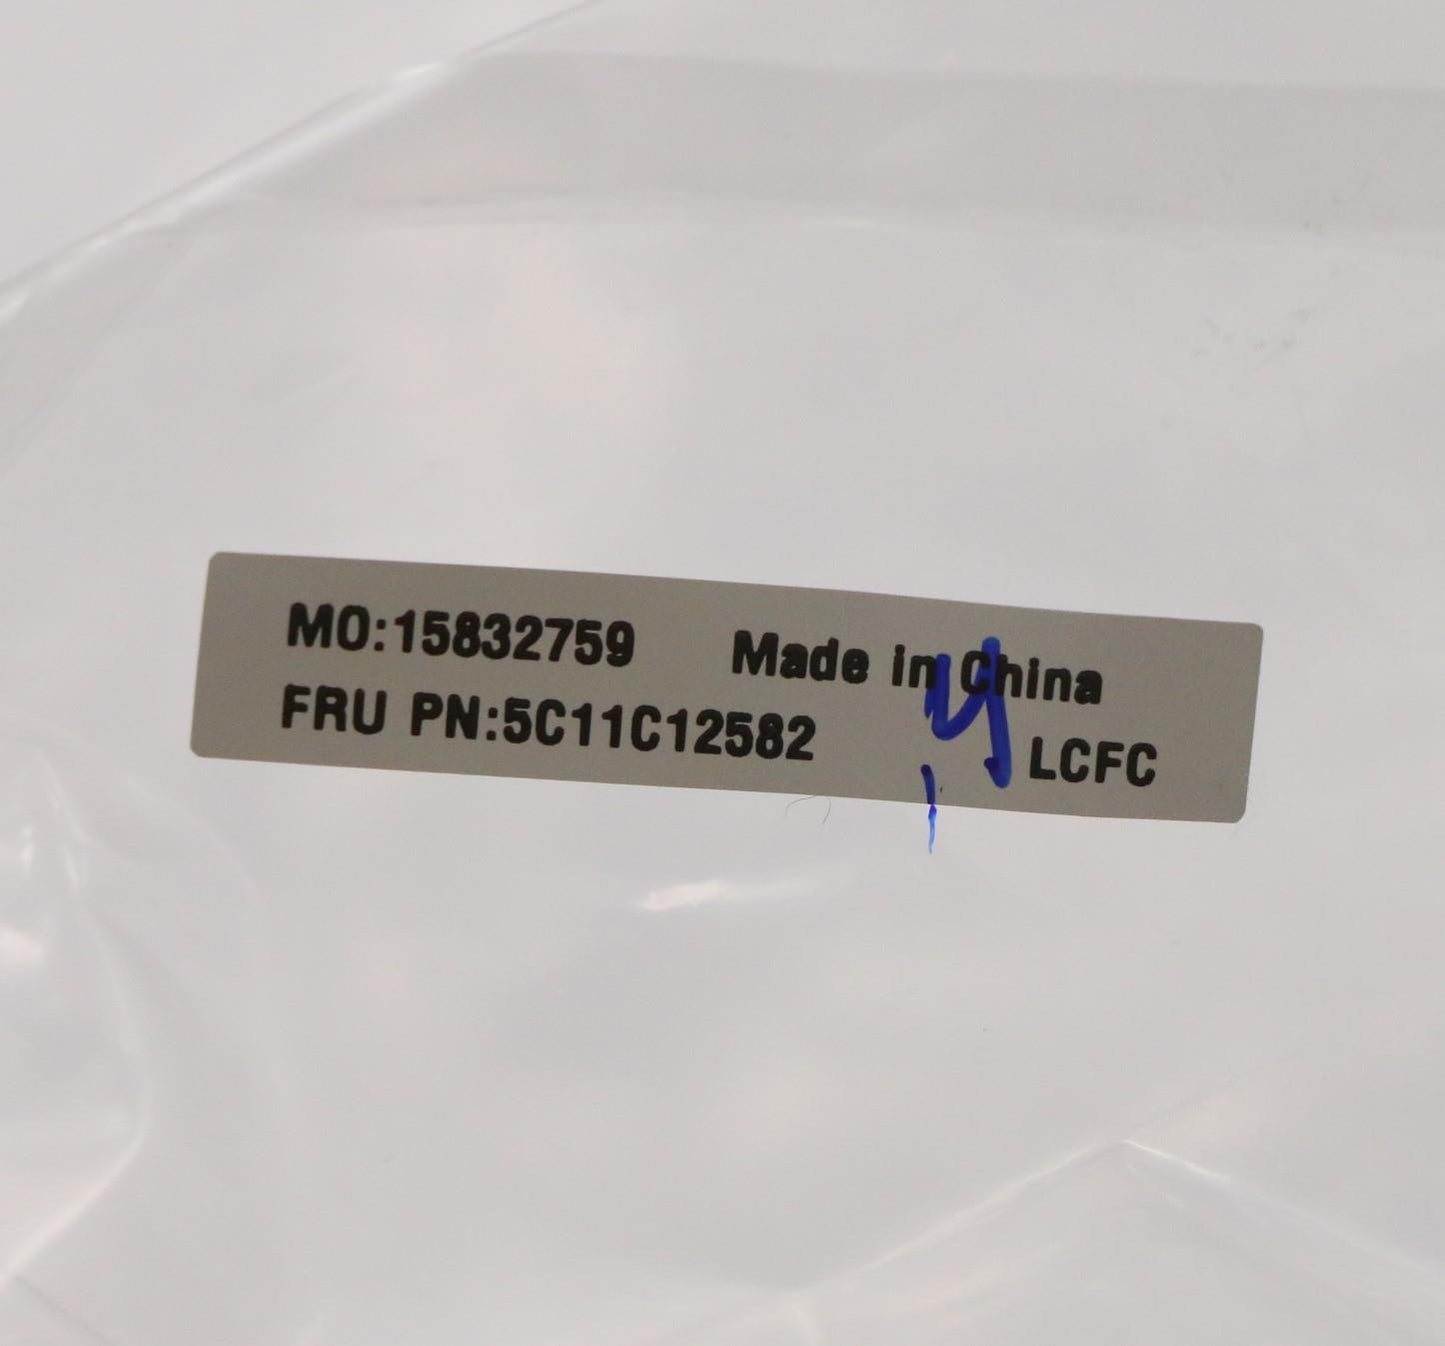 MO:15832759 Made in China
FRU PN:5C11C12582 LCFC